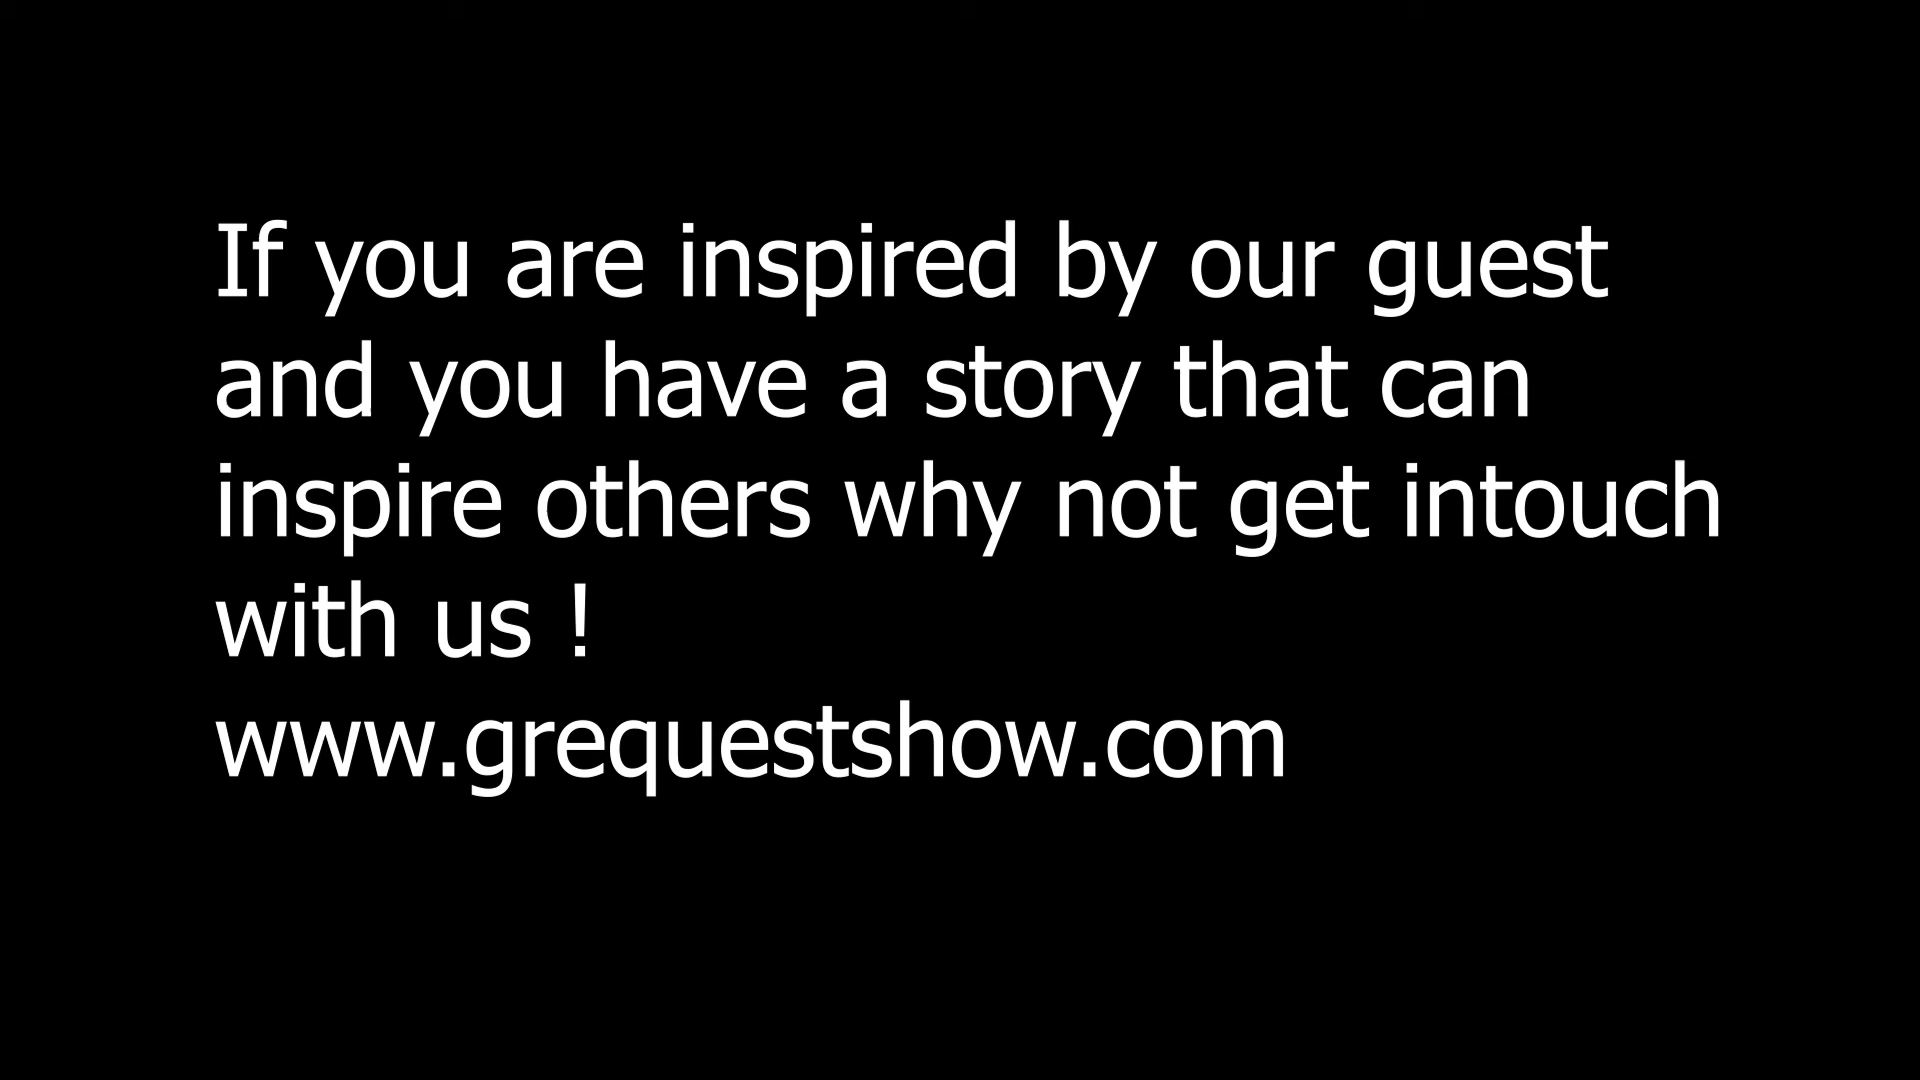 If you are inspired by our guest
and you have a story that can
inspire others why not get intouch
with us !
www.grequestshow.com